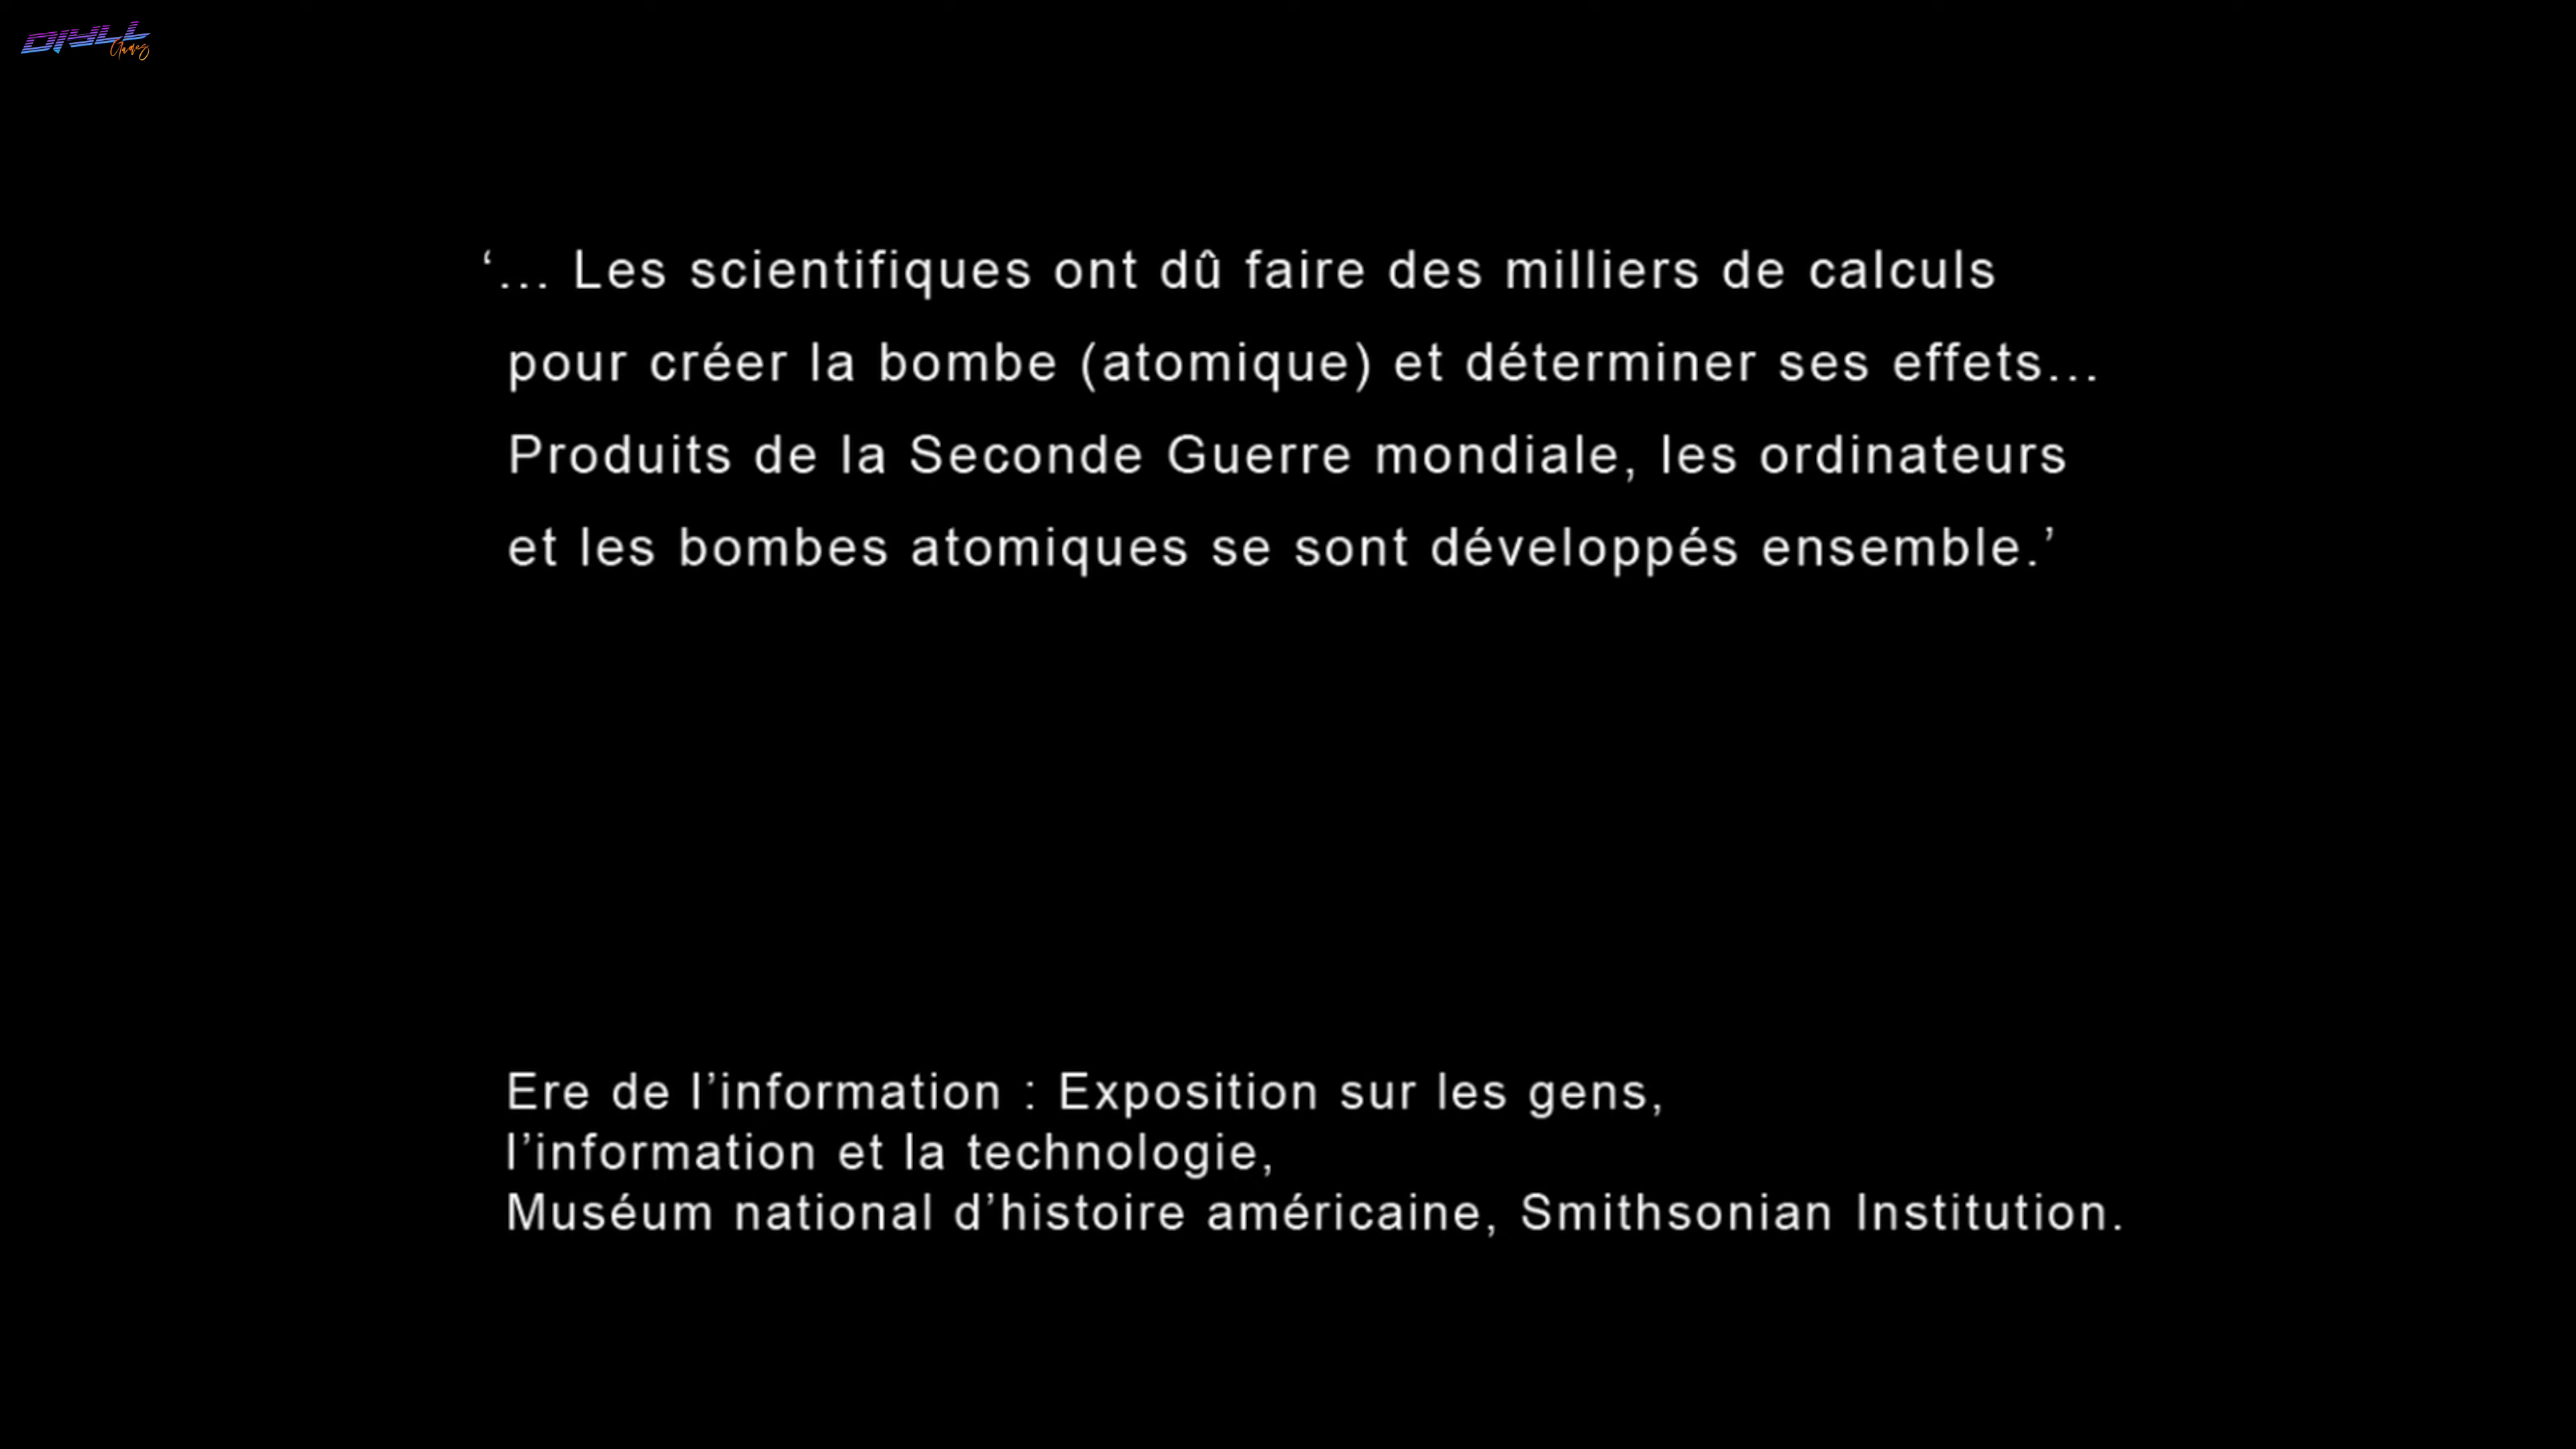 ‘... Les scientifiques ont dû faire des milliers de calculs
pour créer la bombe (atomique) et déterminer ses effets...
Produits de la Seconde Guerre mondiale, les ordinateurs
et les bombes atomiques se sont développés ensemble.’
Ere de l’information : Exposition sur les gens,
l’information et la technologie,
Muséum national d’histoire américaine, Smithsonian Institution.